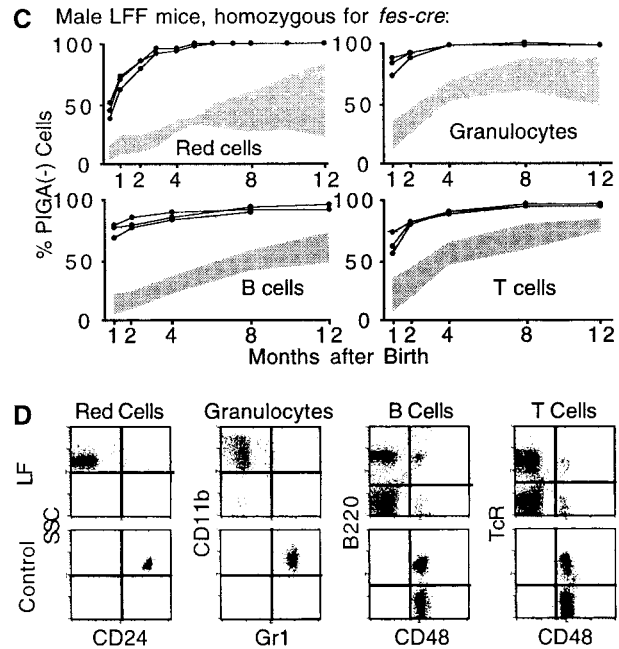 C Male LFF mice, homozygous for fes-cre:
% PIGA(-) Cells
100
50
0
Red cells
1 2 4 8 12
100
50
0
Granulocytes
1 2 4 8 12
100
50
0
B cells
1 2 4 8 12
100
50
0
T cells
1 2 4 8 12
Months after Birth
D
Red Cells Granulocytes B Cells T Cells
LF
Control
SSC
CD11b
B220
TcR
CD24 Gr1 CD48 CD48